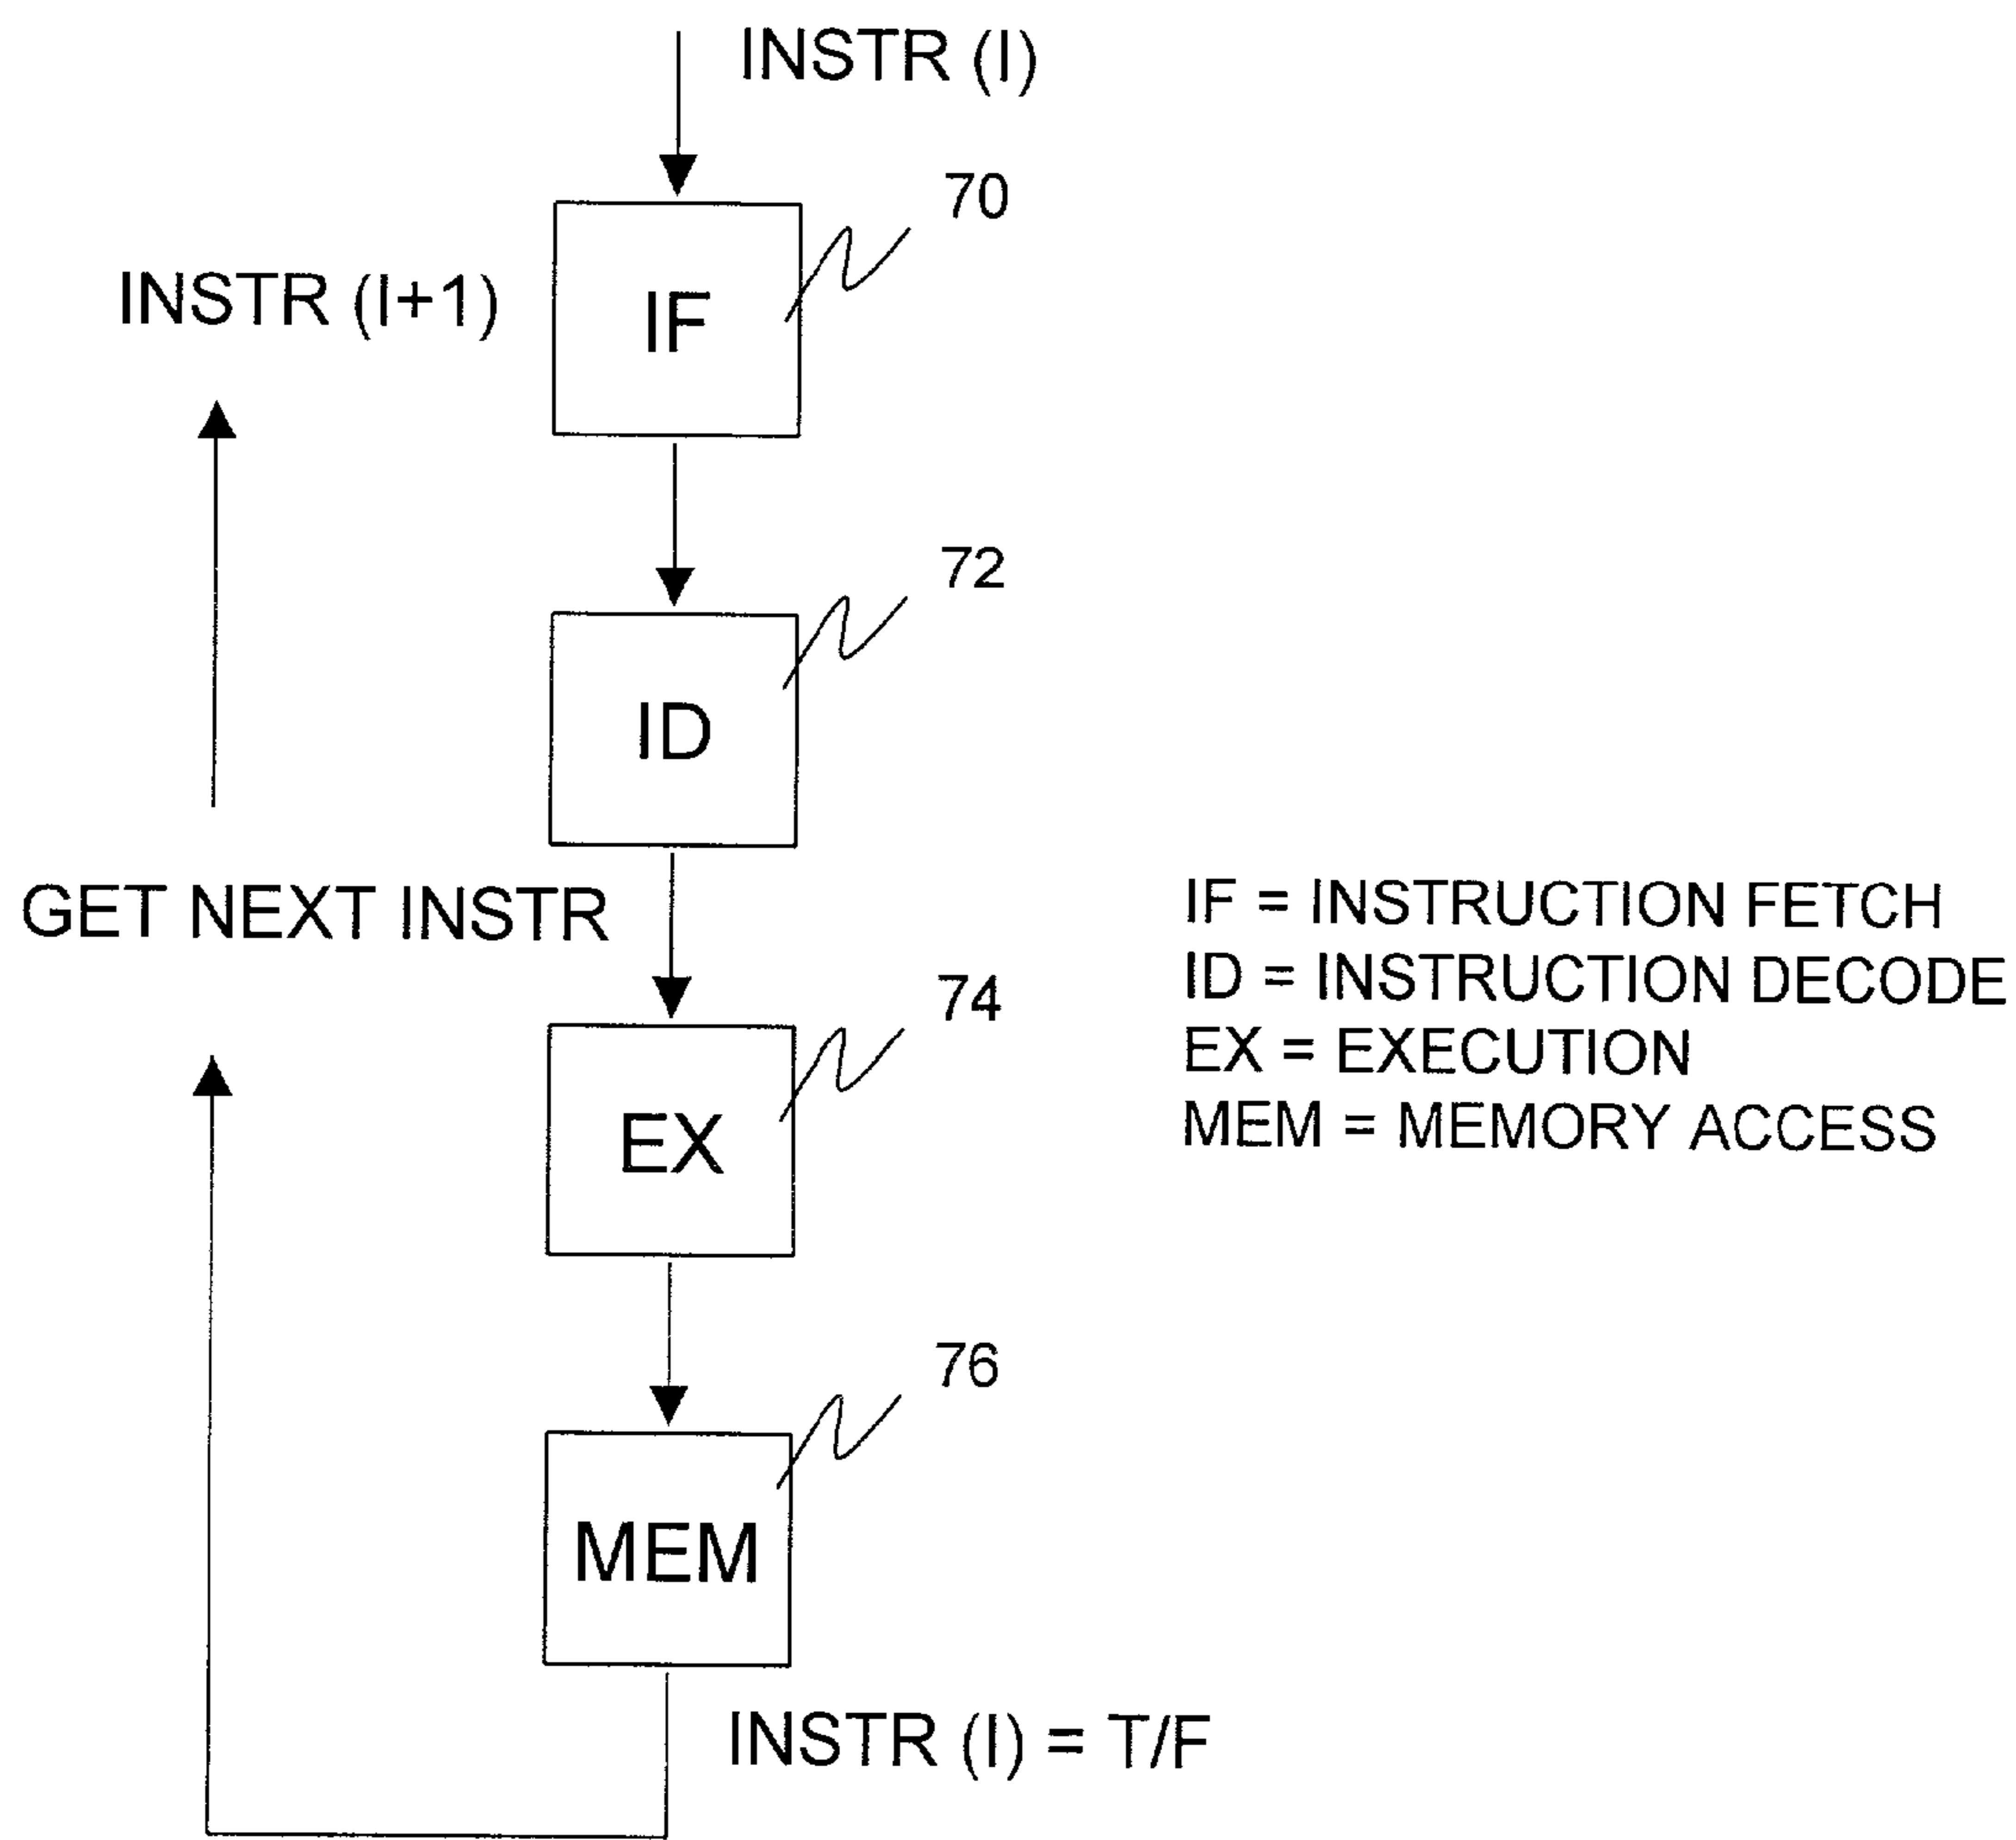 INSTR (I)
70
INSTR (I+1)
IF
72
ID
GET NEXT INSTR
IF = INSTRUCTION FETCH
ID = INSTRUCTION DECODE
EX = EXECUTION
MEM = MEMORY ACCESS
74
EX
76
MEM
INSTR (I) = T/F